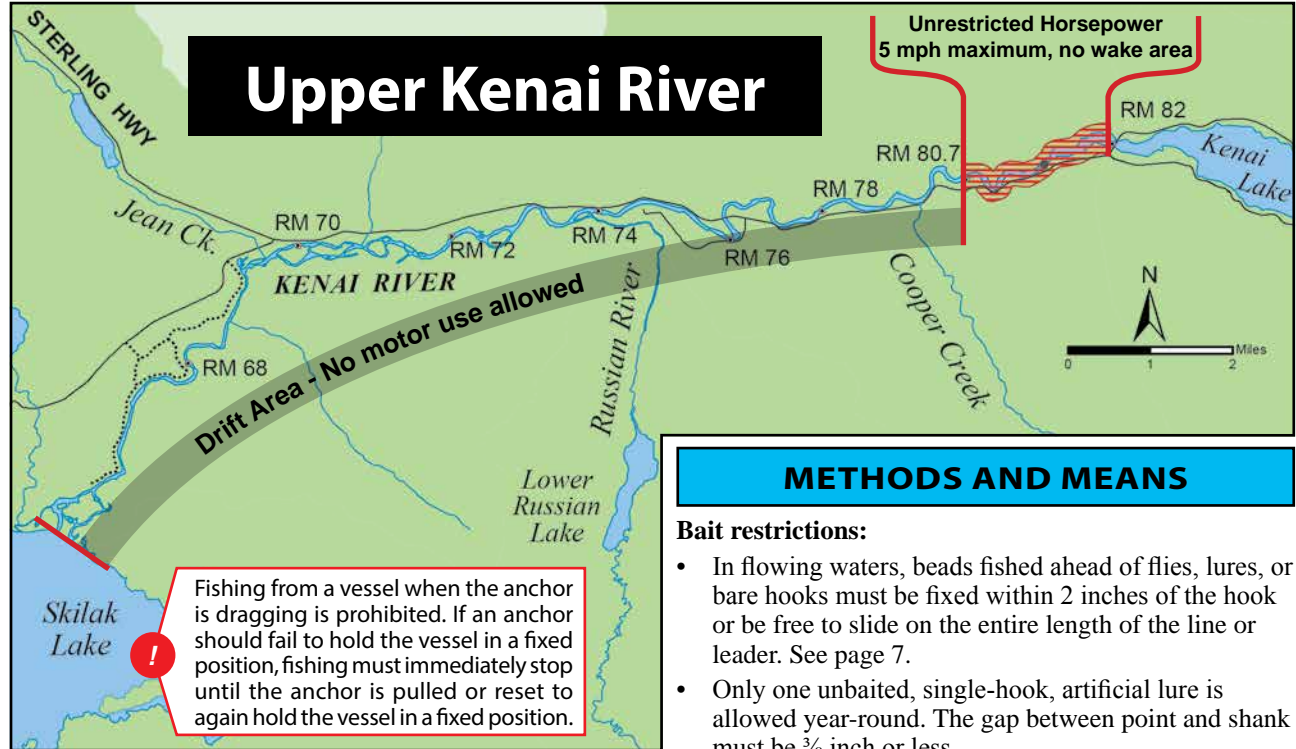 Unrestricted Horsepower
5 mph maximum, no wake area
STERLING HWY
Upper Kenai River
RM 82
Kenai
Lake
RM 80.7
RM 78
Jean Ck.
RM 70
RM 72
RM 74
RM 76
KENAI RIVER
Cooper Creek
N
Miles
0 1 2
RM 68
Drift Area - No motor use allowed
Russian River
Lower
Russian
Lake
Skilak
Lake
!
Fishing from a vessel when the anchor
is dragging is prohibited. If an anchor
should fail to hold the vessel in a fixed
position, fishing must immediately stop
until the anchor is pulled or reset to
again hold the vessel in a fixed position.
METHODS AND MEANS
Bait restrictions:
• In flowing waters, beads fished ahead of flies, lures, or
bare hooks must be fixed within 2 inches of the hook
or be free to slide on the entire length of the line or
leader. See page 7.
• Only one unbaited, single-hook, artificial lure is
allowed year-round. The gap between point and shank
must be inch or less